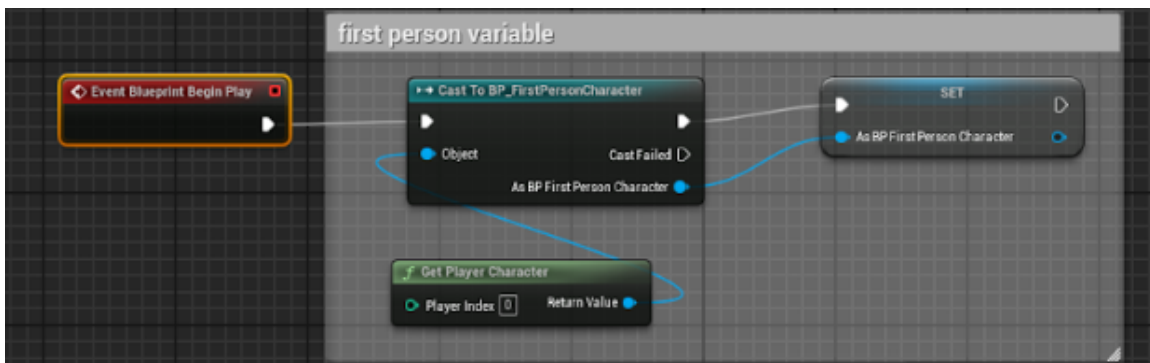 first person variable
Event Blueprint Begin Play
Cast To BP_FirstPersonCharacter
Object
Cast Failed
As BP First Person Character
SET
As BP First Person Character
f Get Player Character
Player Index 0
Return Value